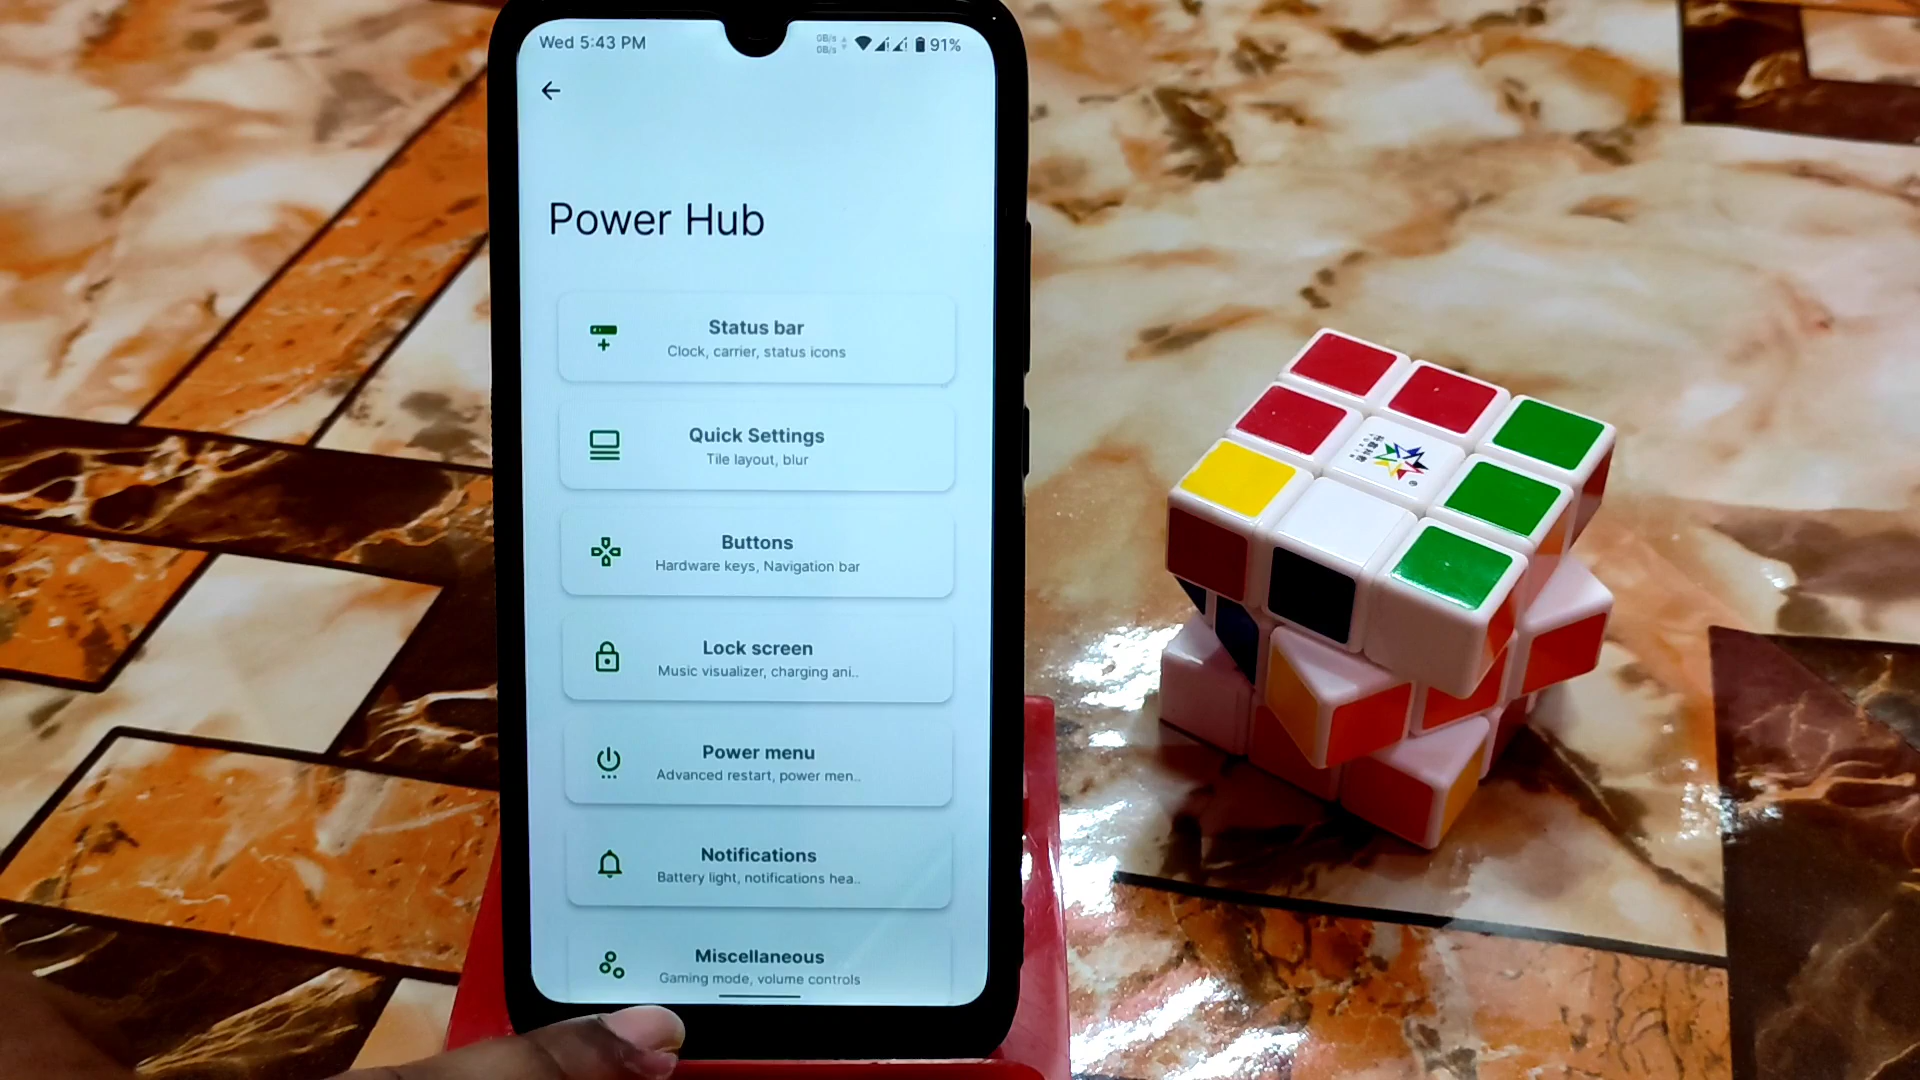 Wed 5:43 PM
0B/s
0B/s
91%
Power Hub
Status bar
Clock, carrier, status icons
Quick Settings
Tile layout, blur
Buttons
Hardware keys, Navigation bar
Lock screen
Music visualizer, charging ani..
Power menu
Advanced restart, power men..
Notifications
Battery light, notifications hea..
Miscellaneous
Gaming mode, volume controls